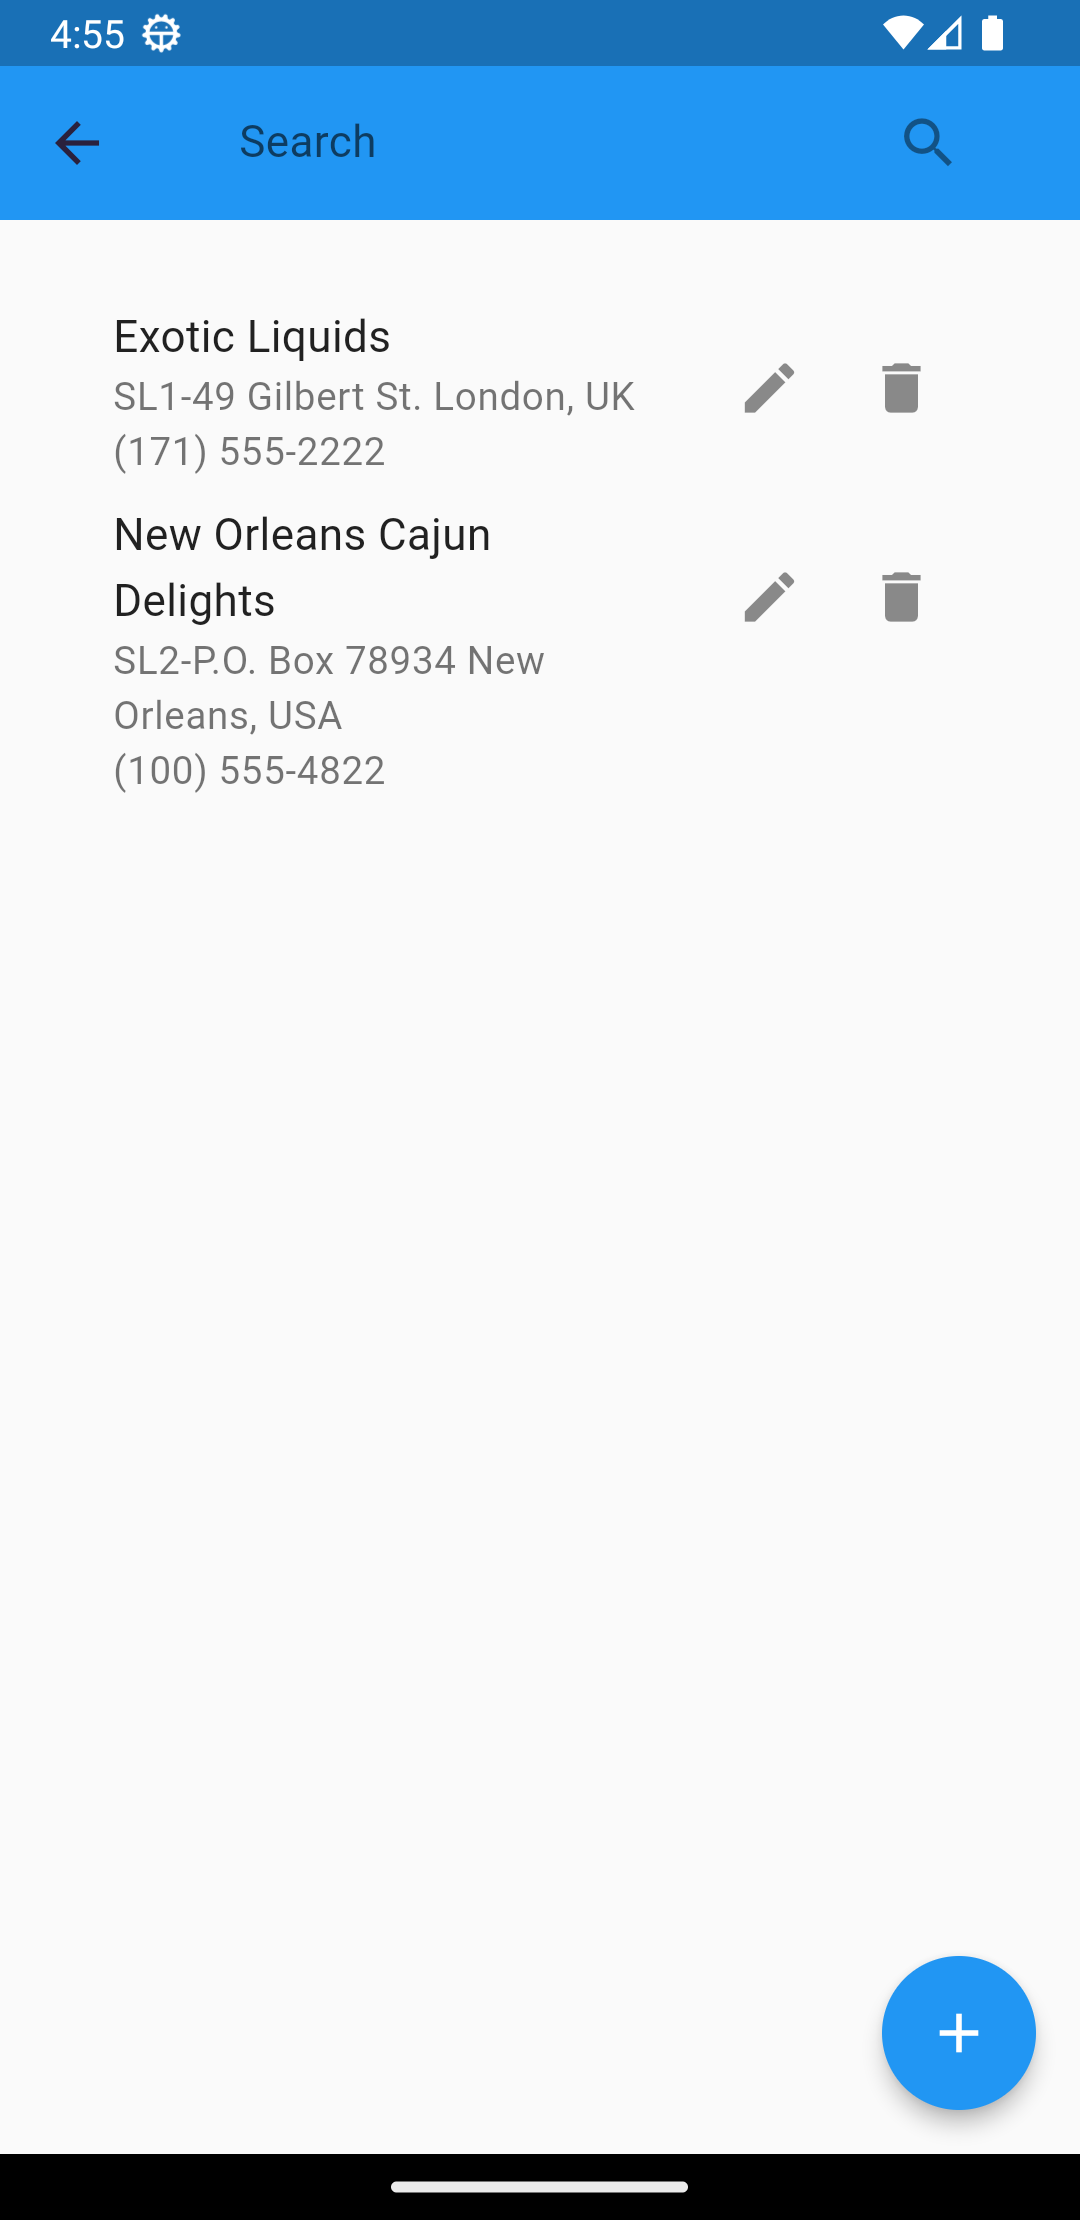 4:55
Search
Exotic Liquids
SL1-49 Gilbert St. London, UK
(171) 555-2222
New Orleans Cajun
Delights
SL2-P.O. Box 78934 New
Orleans, USA
(100) 555-4822